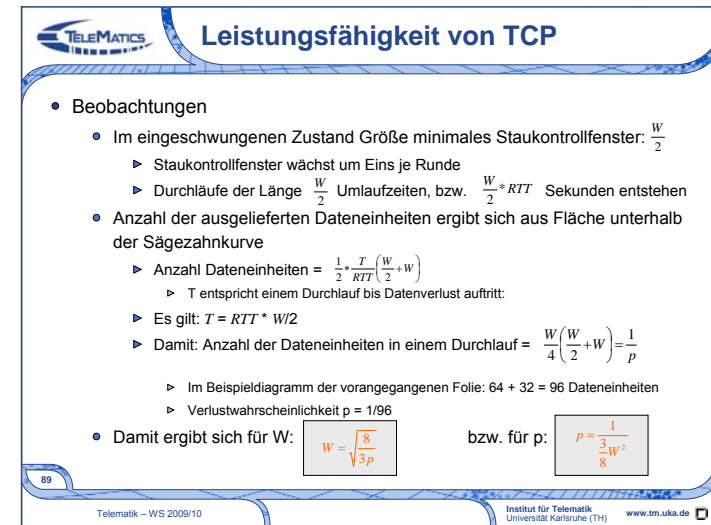 TELEMATICS
Leistungsfähigkeit von TCP
Beobachtungen
Im eingeschwungenen Zustand Größe minimales Staukontrollfenster: W/2
Staukontrollfenster wächst um Eins je Runde
Durchläufe der Länge W/2 Umlaufzeiten, bzw. W/2 * RTT Sekunden entstehen
Anzahl der ausgelieferten Dateneinheiten ergibt sich aus Fläche unterhalb
der Sägezahnkurve
Anzahl Dateneinheiten = 1/2 * T/RTT (W/2 + W)
T entspricht einem Durchlauf bis Datenverlust auftritt:
Es gilt: T = RTT * W/2
Damit: Anzahl der Dateneinheiten in einem Durchlauf = W/4 (W/2 + W) = 1/p
Im Beispieldiagramm der vorangegangenen Folie: 64 + 32 = 96 Dateneinheiten
Verlustwahrscheinlichkeit p = 1/96
Damit ergibt sich für W: W = √(8/3p) bzw. für p: p = 1/(3/8 W²)
89
Telematik – WS 2009/10
Institut für Telematik
Universität Karlsruhe (TH)
www.tm.uka.de